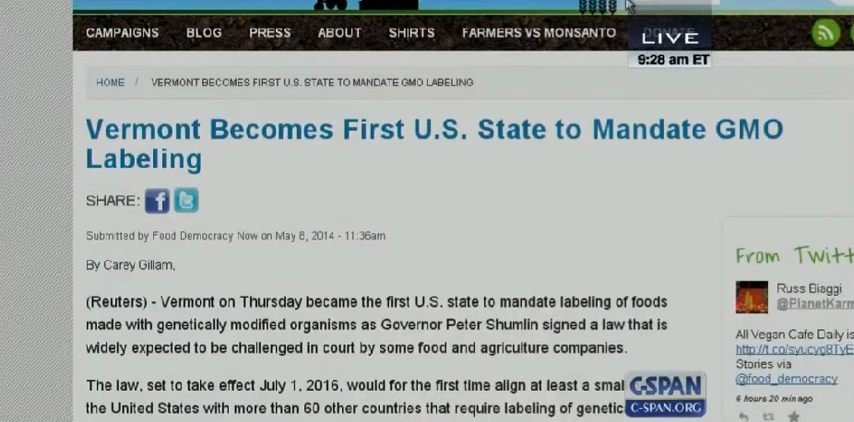 CAMPAIGNS BLOG PRESS ABOUT SHIRTS FARMERS VS MONSANTO
LIVE
9:28 am ET
HOME / VERMONT BECOMES FIRST U.S. STATE TO MANDATE GMO LABELING
Vermont Becomes First U.S. State to Mandate GMO
Labeling
SHARE:
Submitted by Food Democracy Now on May 8, 2014 - 11:36am
By Carey Gillam,
(Reuters) - Vermont on Thursday became the first U.S. state to mandate labeling of foods
made with genetically modified organisms as Governor Peter Shumlin signed a law that is
widely expected to be challenged in court by some food and agriculture companies.
The law, set to take effect July 1, 2016, would for the first time align at least a smal
the United States with more than 60 other countries that require labeling of genetic
C-SPAN
C-SPAN.ORG
From Twitt
Russ Biaggi
@PlanetKarm
All Vegan Cafe Daily is
http://t.co/syucyg8TyE
Stories via
@food_democracy
6 hours 20 min ago